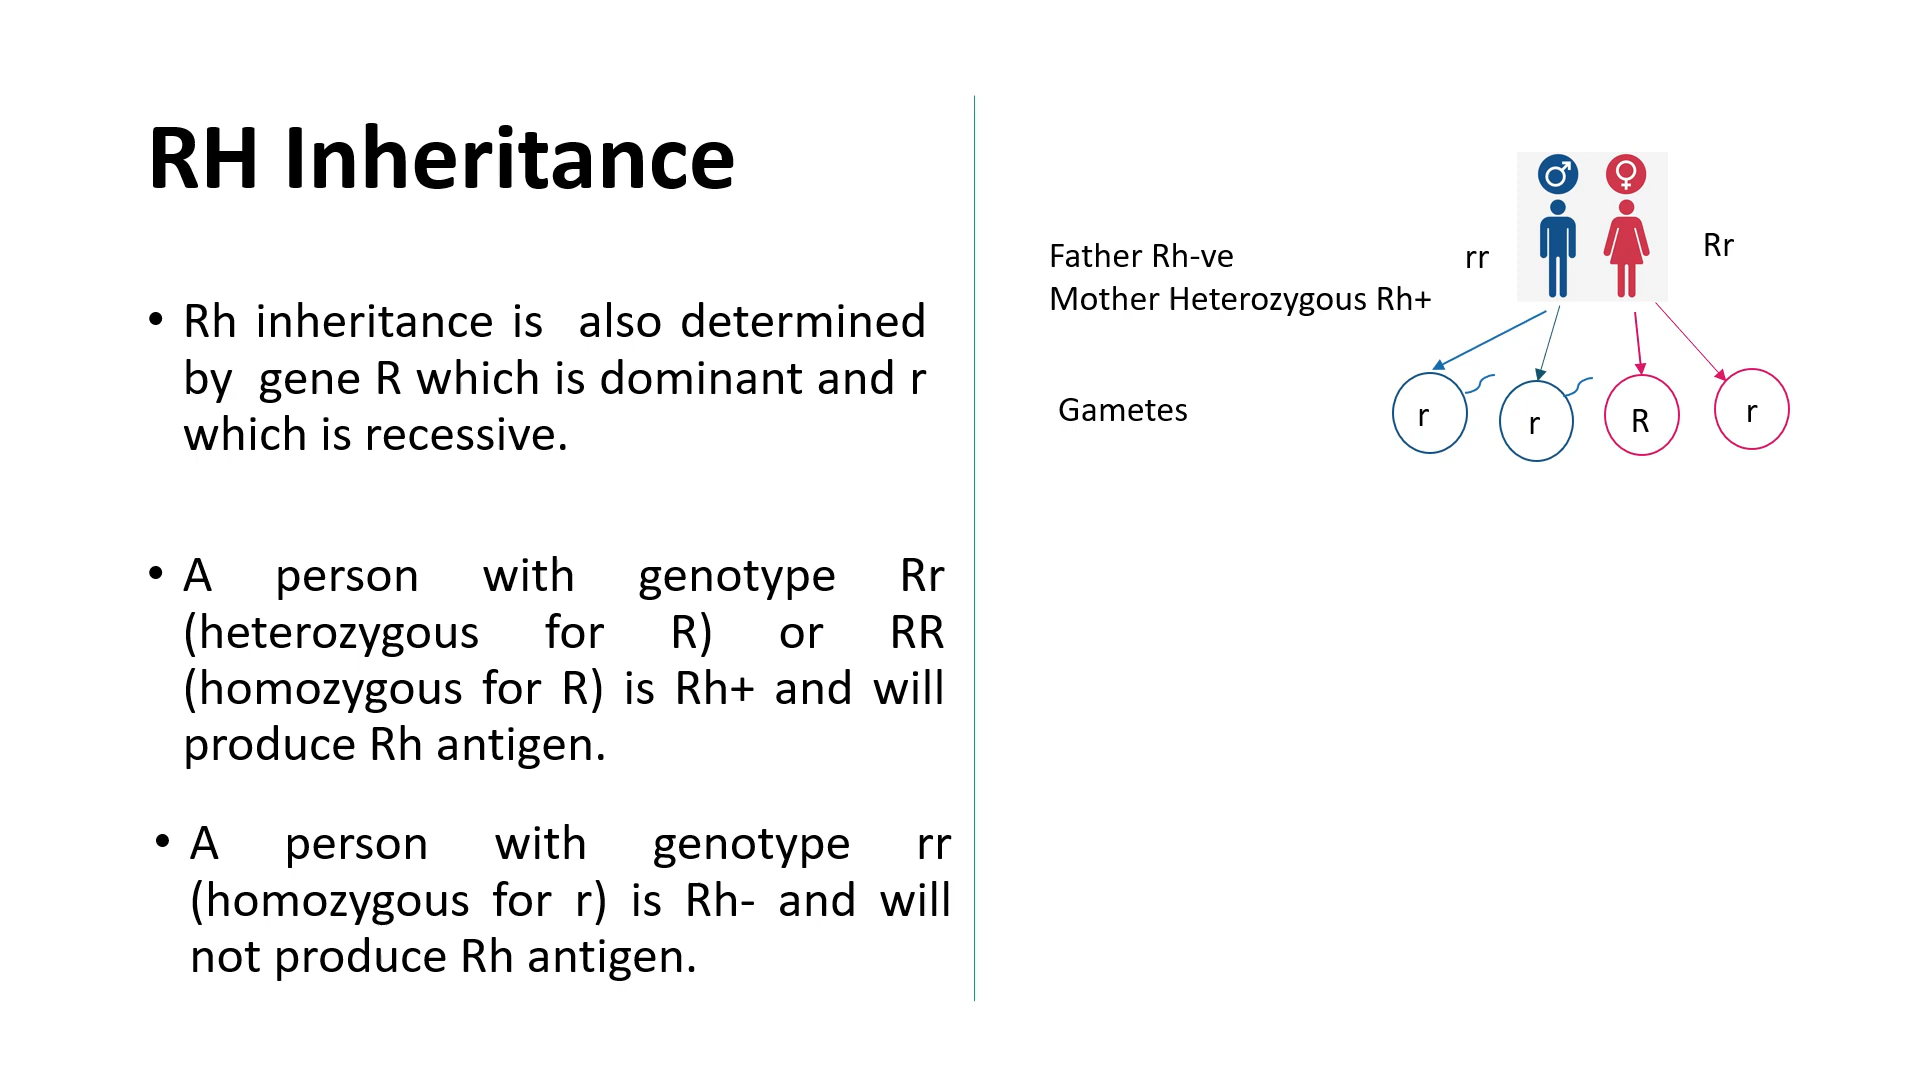 RH Inheritance
• Rh inheritance is  also determined
by  gene R which is dominant and r
which is recessive.
• A person with genotype Rr
(heterozygous for R) or RR
(homozygous for R) is Rh+ and will
produce Rh antigen.
• A person with genotype rr
(homozygous for r) is Rh- and will
not produce Rh antigen.
Father Rh-ve
Mother Heterozygous Rh+
rr
Rr
Gametes
r
r
R
r